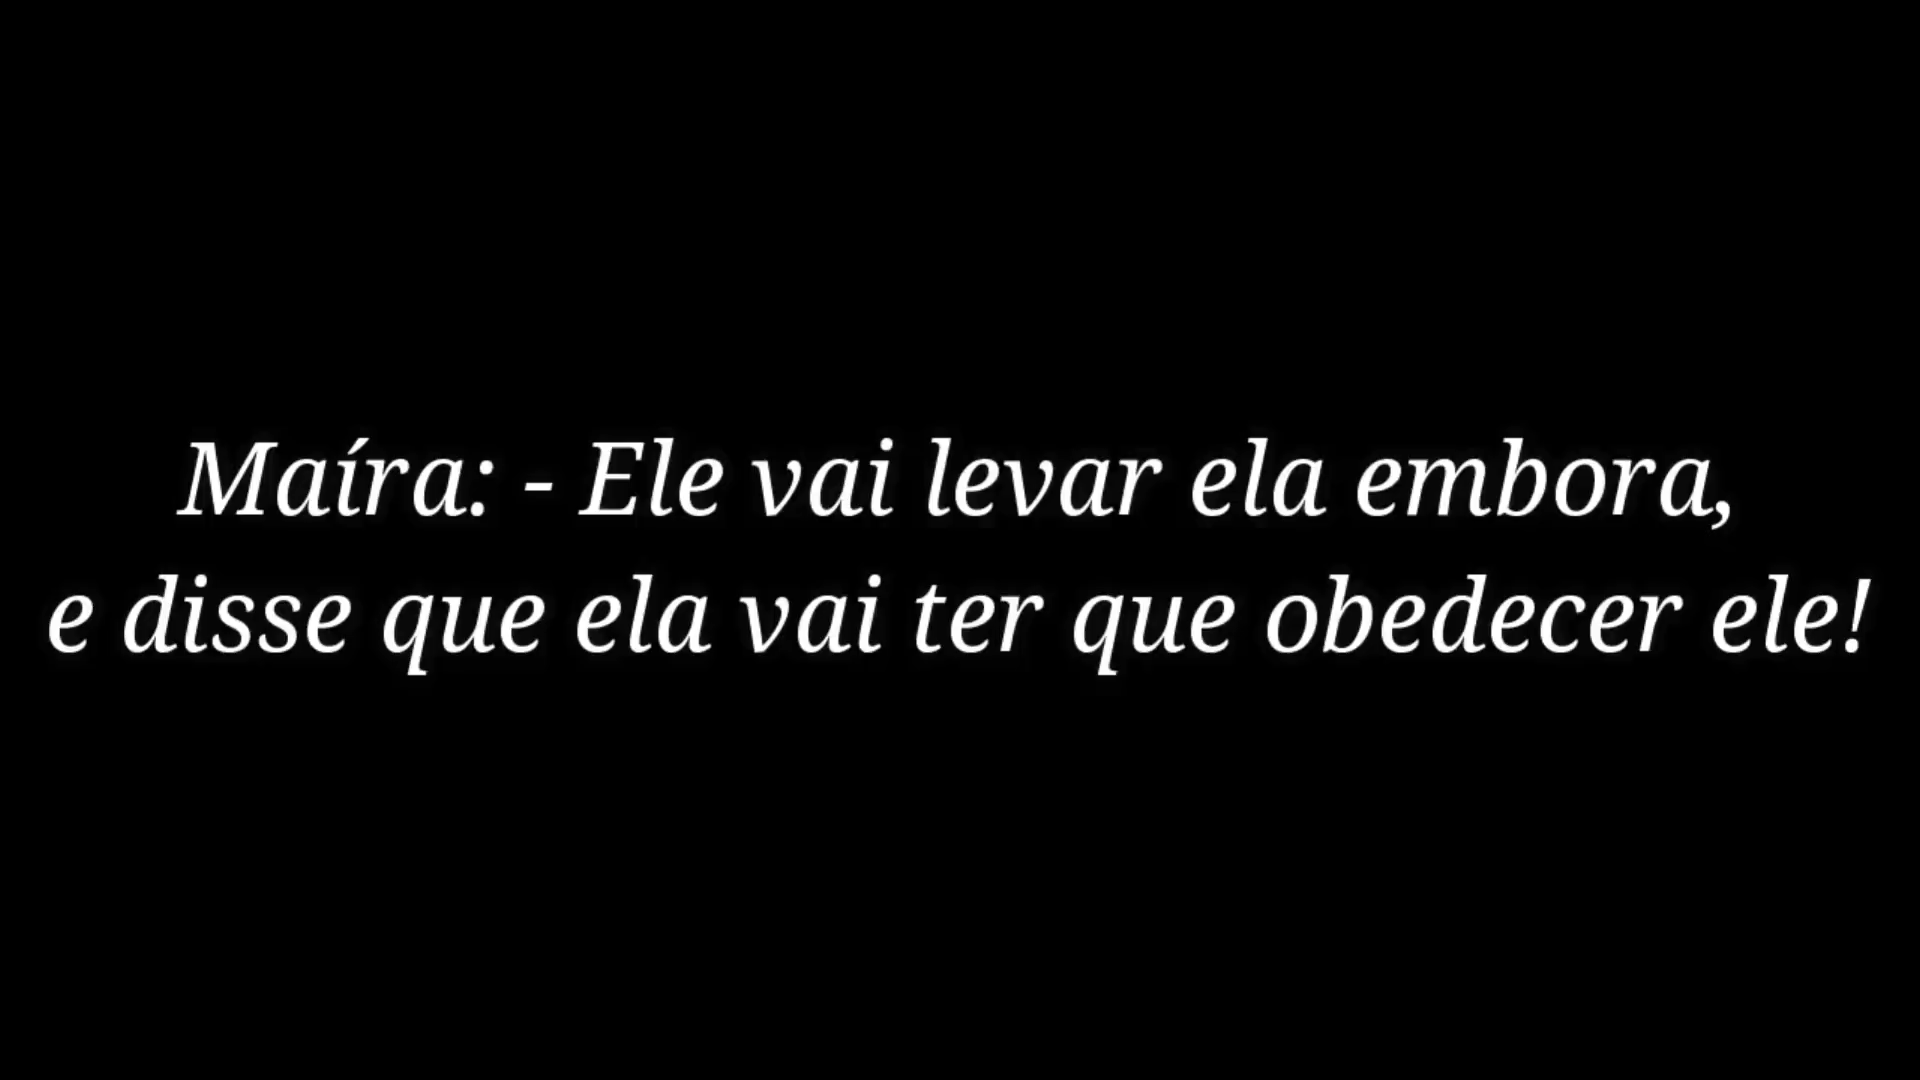 Maíra: - Ele vai levar ela embora,
e disse que ela vai ter que obedecer ele!